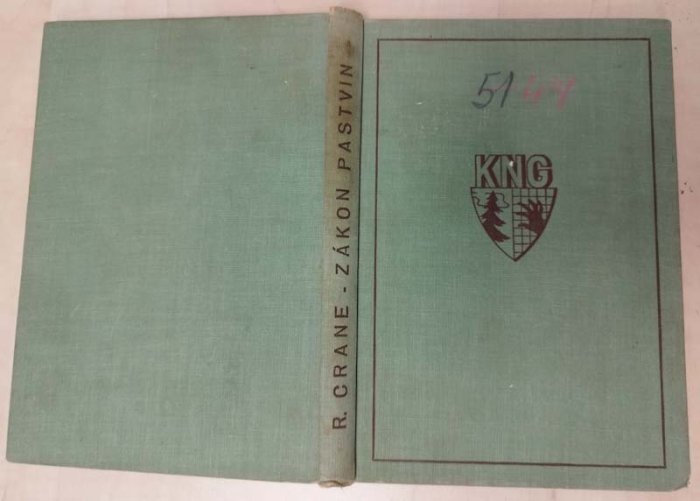 R. CRANE - ZÁKON PASTVIN
51
KNG